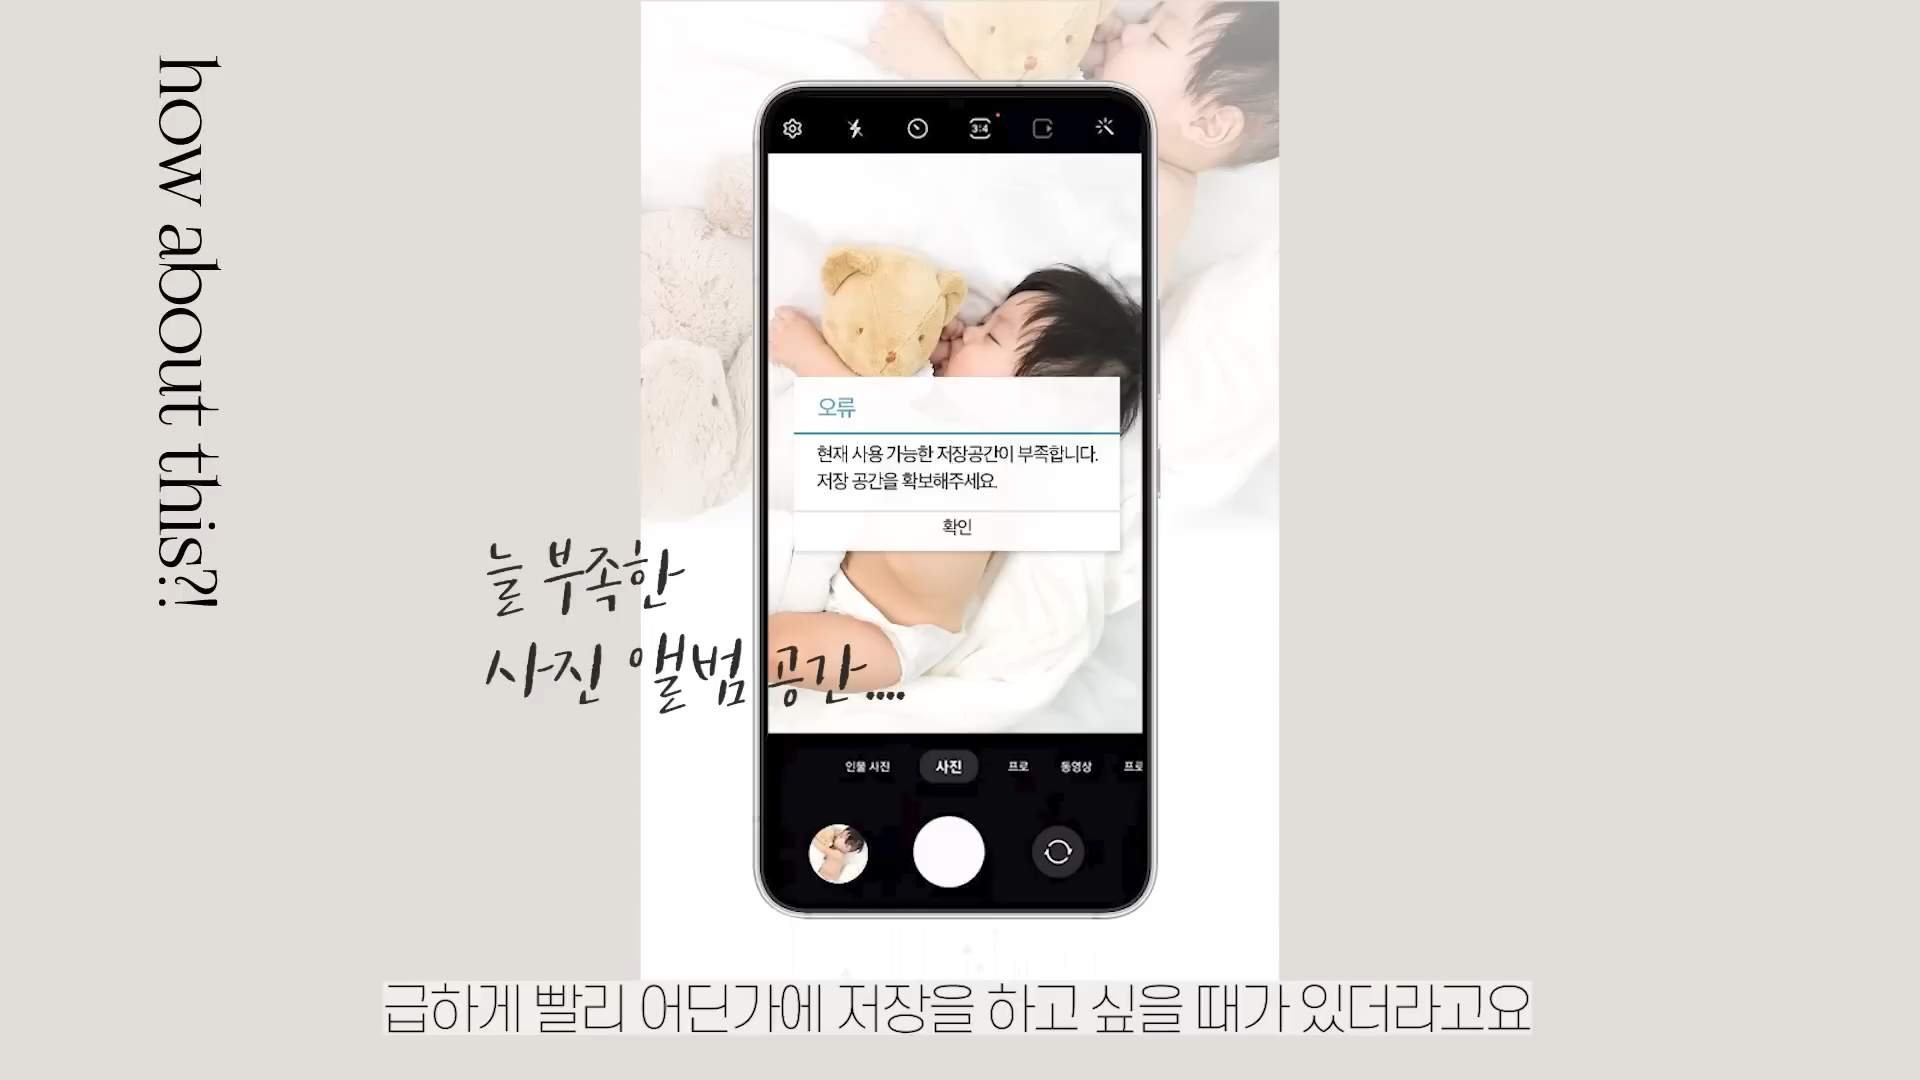 how about this?!
3:4
오류
현재 사용 가능한 저장공간이 부족합니다.
저장 공간을 확보해주세요.
확인
늘 부족한
사진 앨범 공간....
인물 사진 사진 프로 동영상 프로
급하게 빨리 어딘가에 저장을 하고 싶을 때가 있더라고요